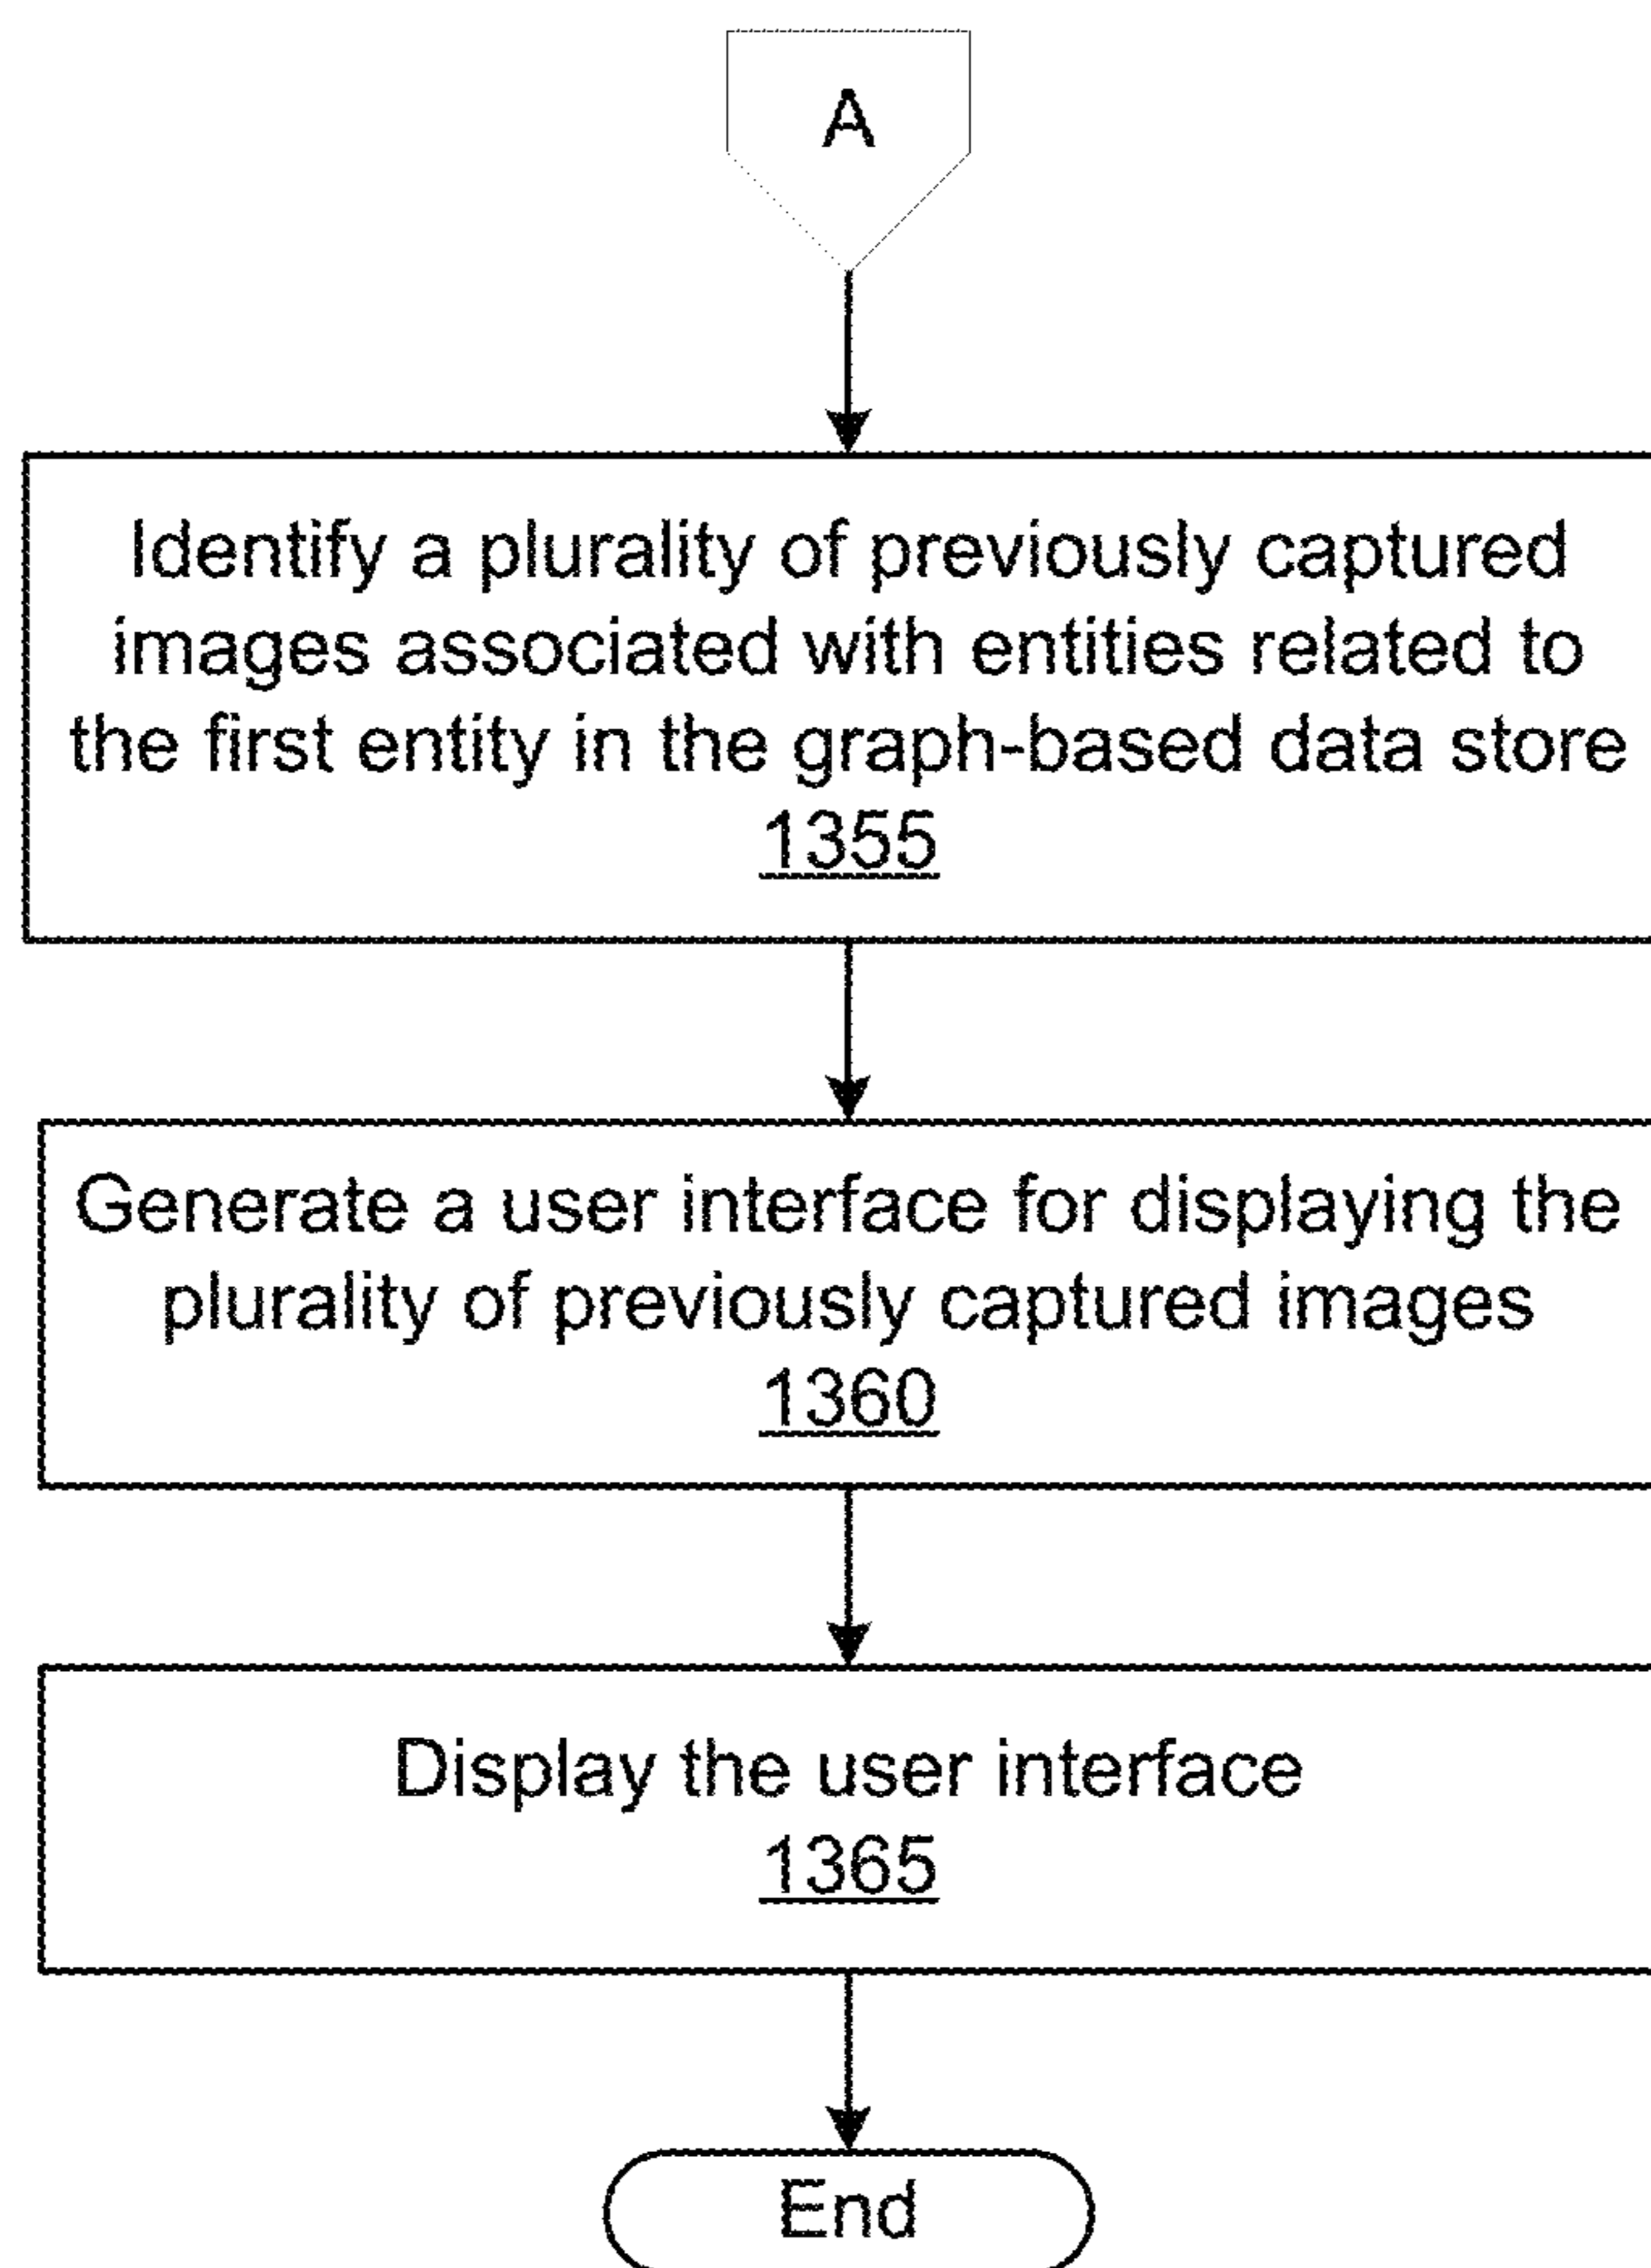 A
Identify a plurality of previously captured
images associated with entities related to
the first entity in the graph-based data store
1355
Generate a user interface for displaying the
plurality of previously captured images
1360
Display the user interface
1365
End